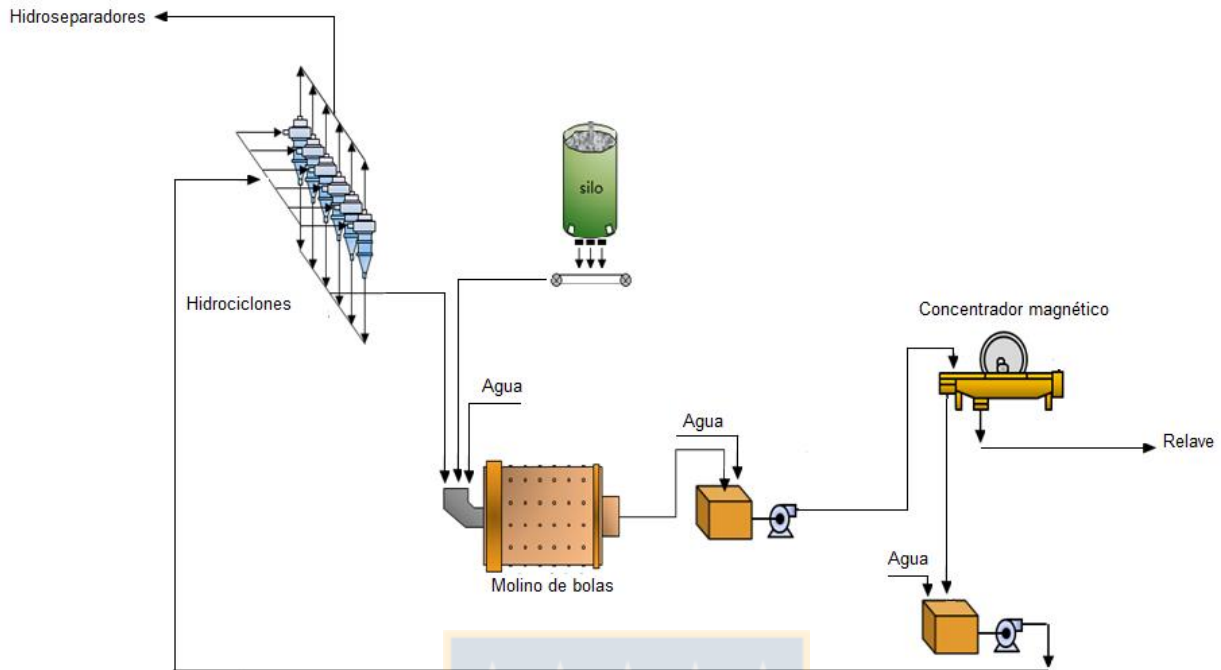 Hidroseparadores
silo
Hidrociclones
Concentrador magnético
Agua
Agua
Relave
Agua
Molino de bolas